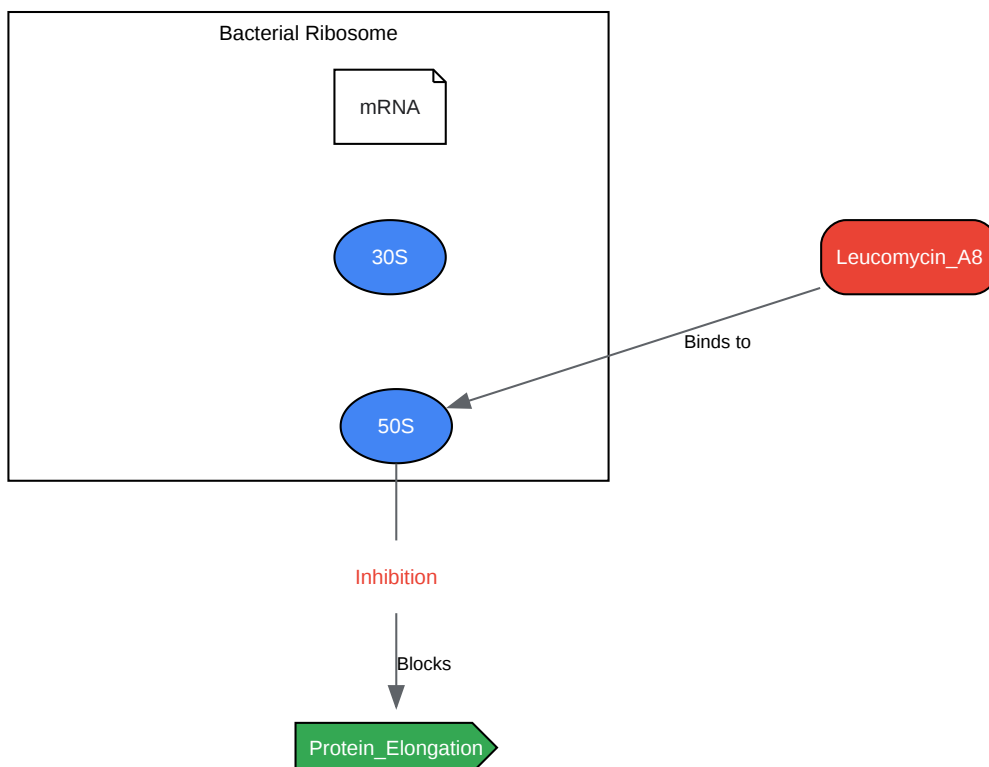 Bacterial Ribosome
mRNA
30S
Leucomycin_A8
Binds to
50S
Inhibition
Blocks
Protein_Elongation